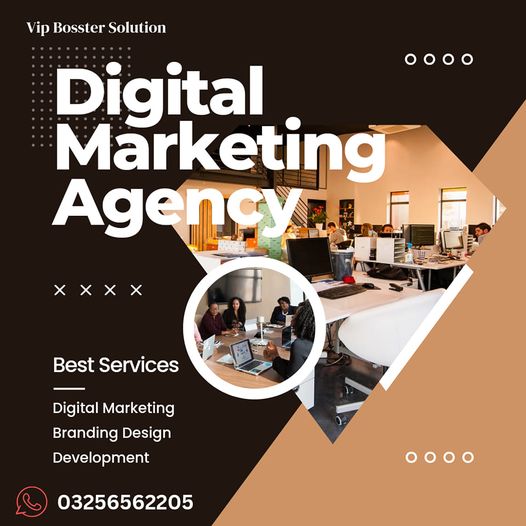 Vip Bosster Solution
Digital
Marketing
Agency
Best Services
Digital Marketing
Branding Design
Development
03256562205